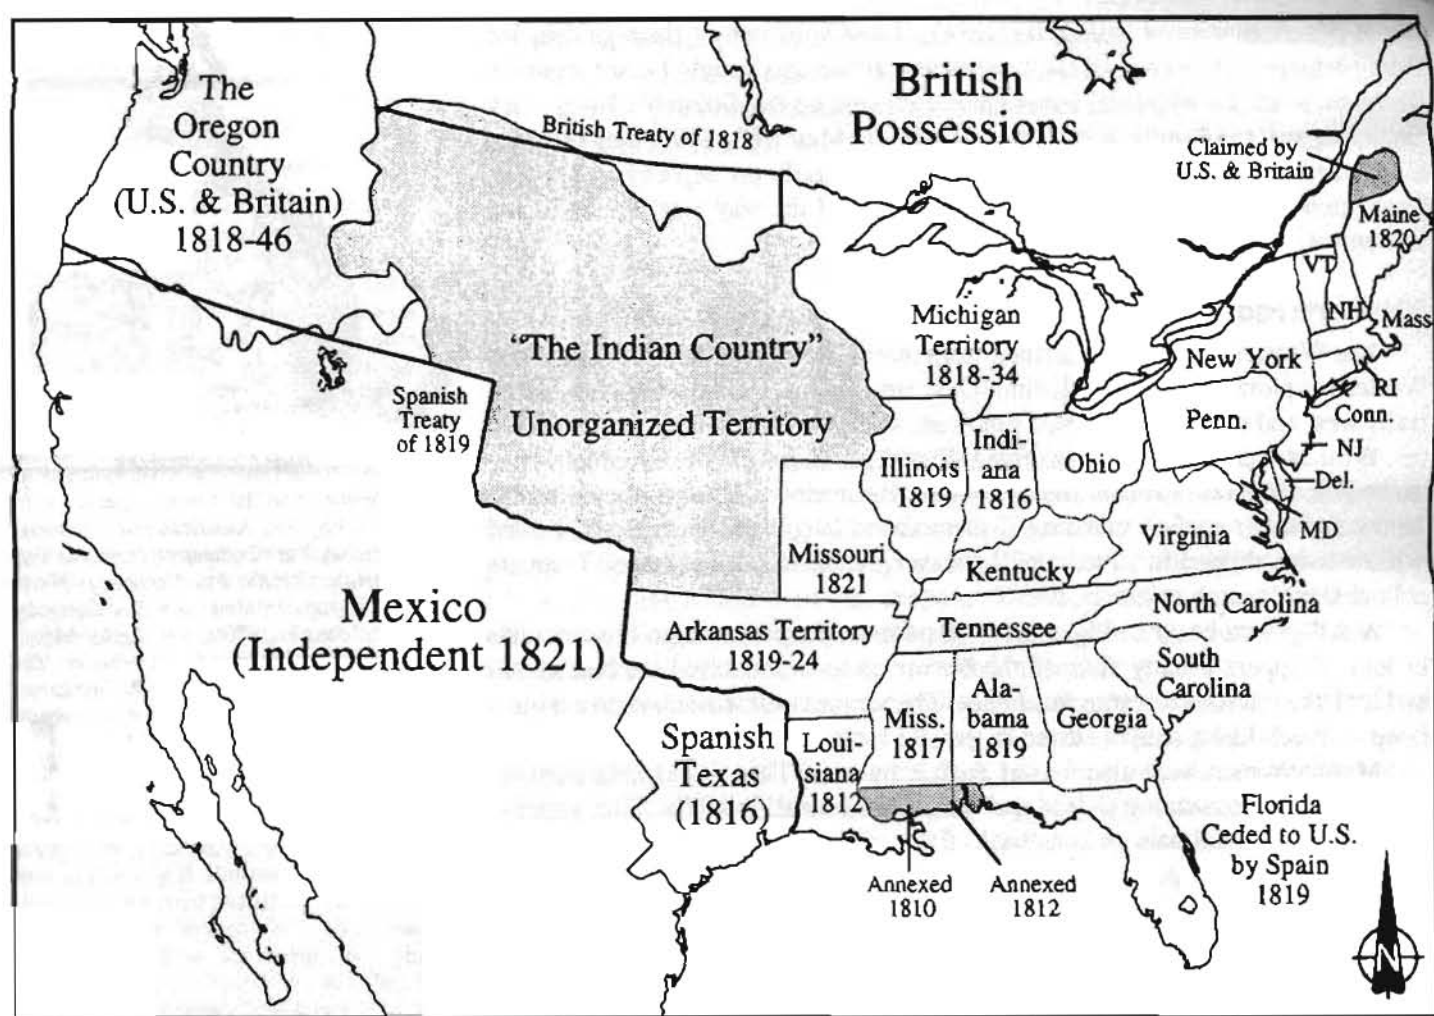 The
Oregon
Country
(U.S. & Britain)
1818-46
British Treaty of 1818
British
Possessions
Claimed by
U.S. & Britain
Maine
1820
VT
NH
Mass
Michigan
Territory
1818-34
New York
RI
Conn.
"The Indian Country"
Spanish
Treaty
of 1819
Unorganized Territory
Penn.
NJ
Illinois
1819
Indi-
ana
1816
Ohio
Del.
MD
Virginia
Missouri
1821
Kentucky
Mexico
(Independent 1821)
Arkansas Territory
1819-24
Tennessee
North Carolina
South
Carolina
Spanish
Texas
(1816)
Loui-
siana
1812
Miss.
1817
Ala-
bama
1819
Georgia
Florida
Ceded to U.S.
by Spain
1819
Annexed
1810
Annexed
1812
N